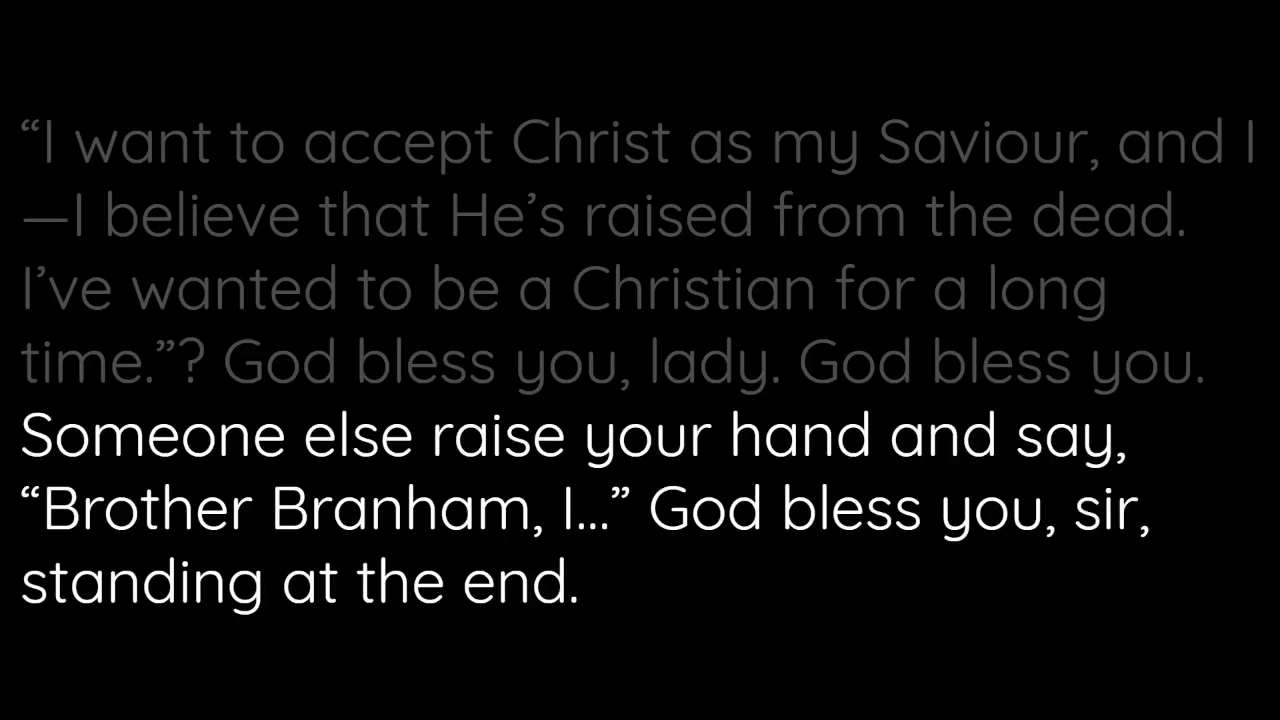 “I want to accept Christ as my Saviour, and I
—I believe that He’s raised from the dead.
I’ve wanted to be a Christian for a long
time.”? God bless you, lady. God bless you.
Someone else raise your hand and say,
“Brother Branham, I...” God bless you, sir,
standing at the end.